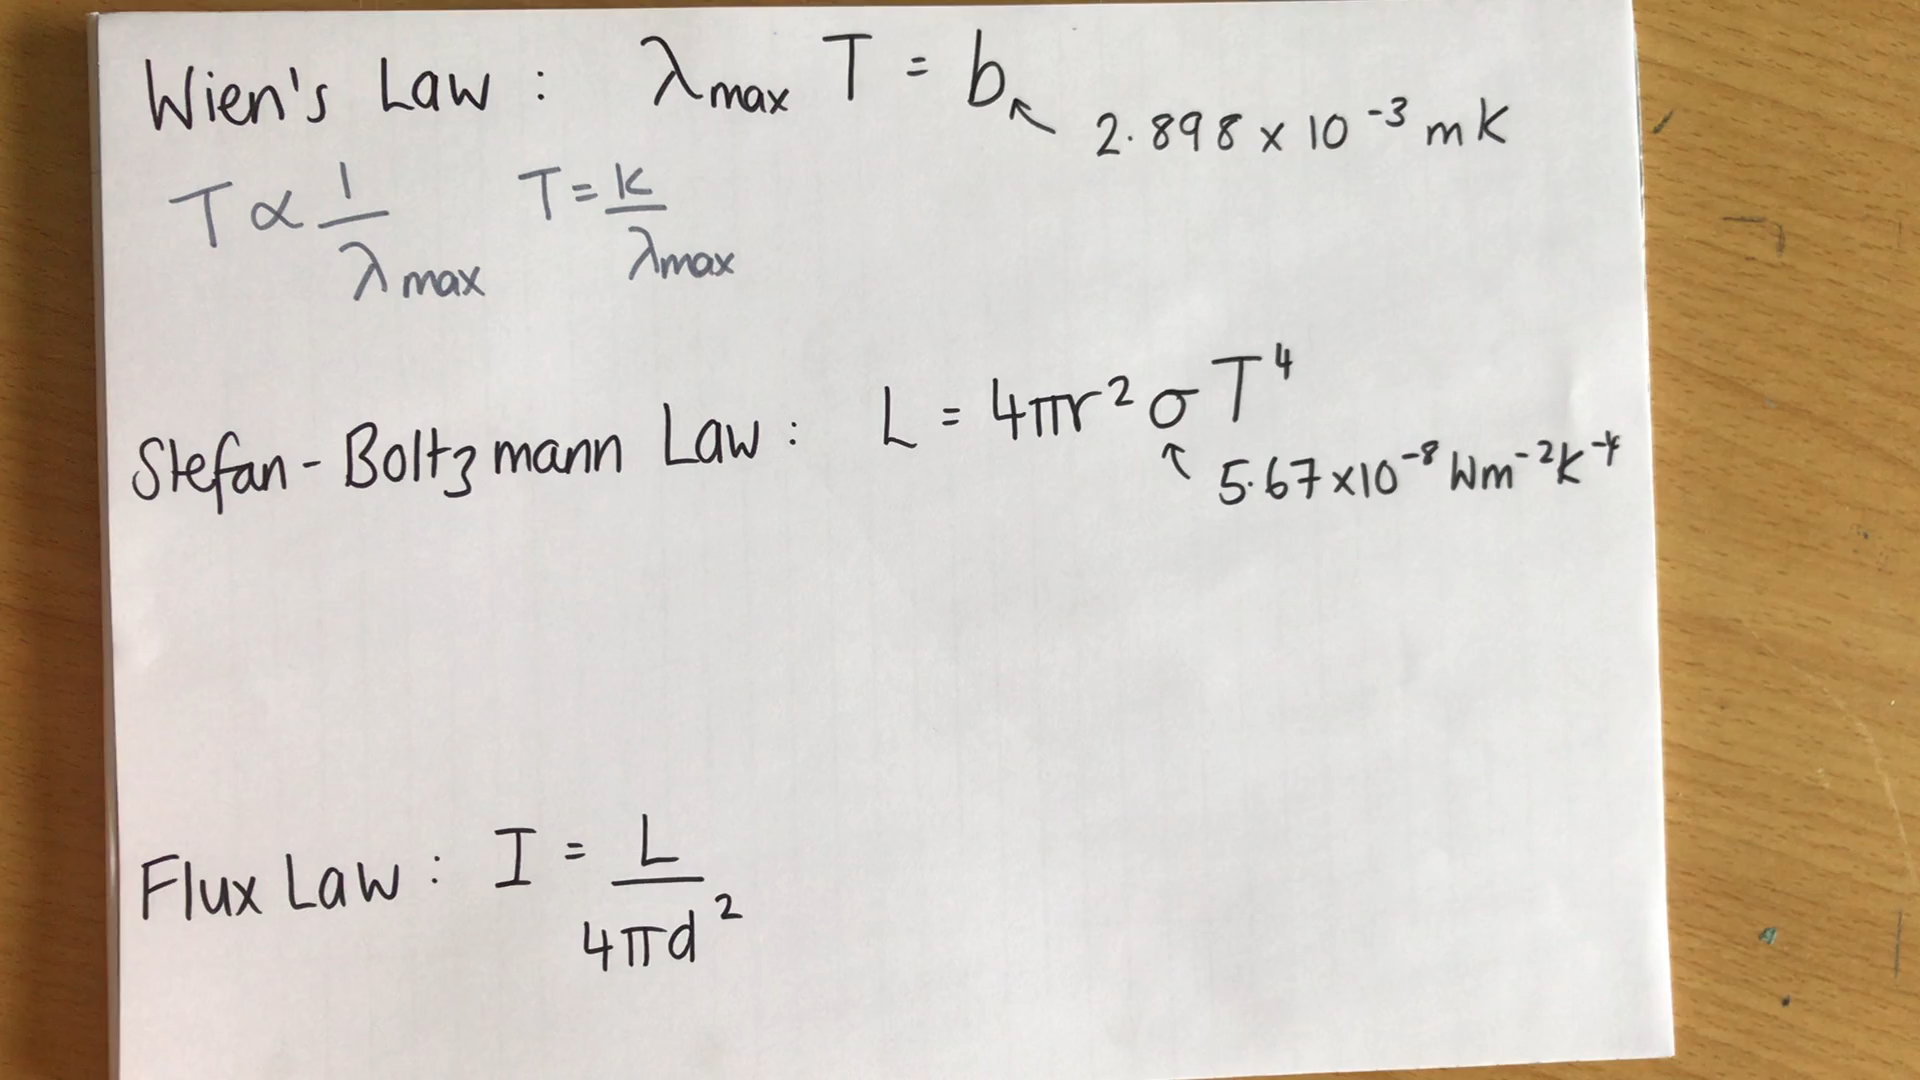 Wien's Law : λmax T = b ↖ 2.898 x 10⁻³ mK
T ∝ 1/λmax T = k/λmax
Stefan-Boltzmann Law : L = 4πr²σT⁴
↖ 5.67x10⁻⁸ Wm⁻²K⁻⁴
Flux Law : I = L/4πd²